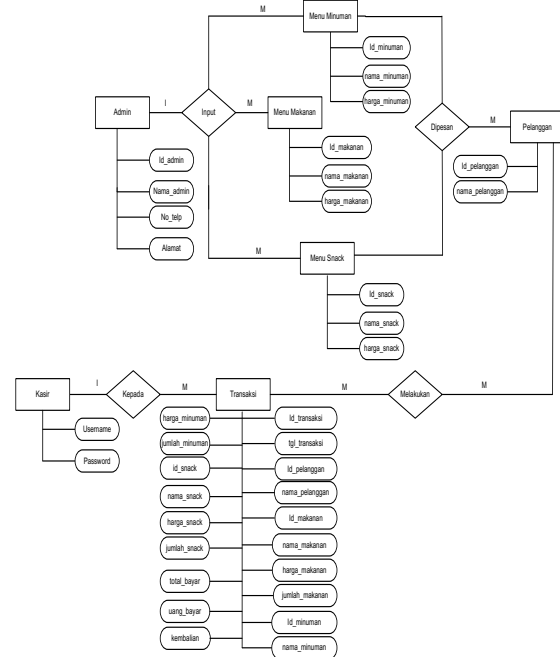 M
Menu Minuman
Id_minuman
nama_minuman
harga_minuman
Admin
I
Input
M
Menu Makanan
Dipesan
M
Pelanggan
Id_admin
Nama_admin
No_telp
Alamat
Id_makanan
nama_makanan
harga_makanan
Id_pelanggan
nama_pelanggan
M
Menu Snack
Id_snack
nama_snack
harga_snack
Kasir
I
Kepada
M
Transaksi
M
Melakukan
M
Username
Password
harga_minuman
jumlah_minuman
id_snack
nama_snack
harga_snack
jumlah_snack
total_bayar
uang_bayar
kembalian
Id_transaksi
tgl_transaksi
Id_pelanggan
nama_pelanggan
Id_makanan
nama_makanan
harga_makanan
jumlah_makanan
Id_minuman
nama_minuman